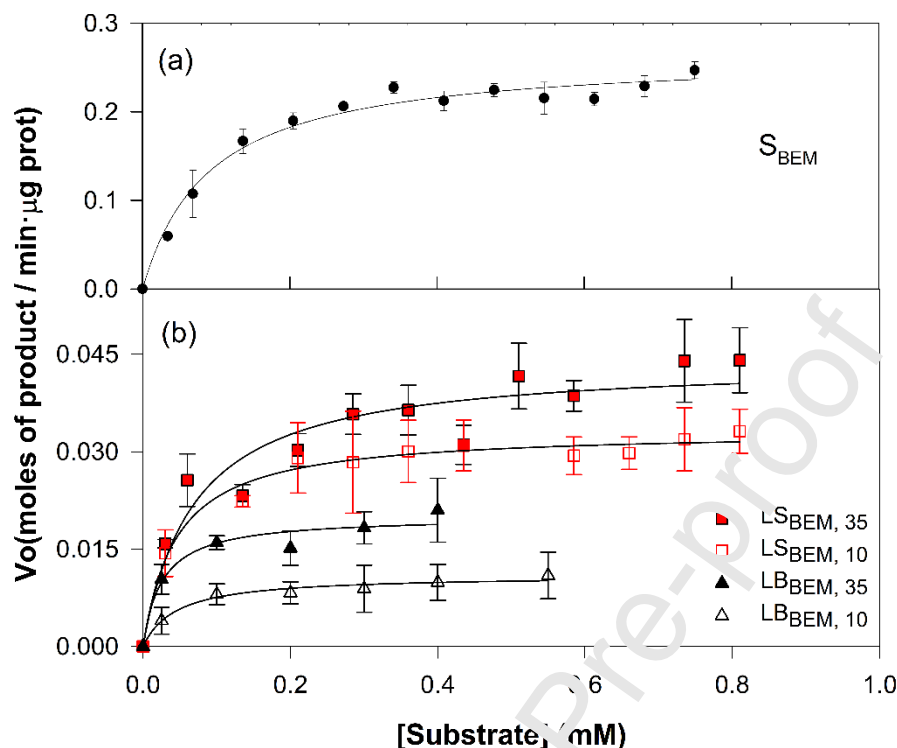 0.3
(a)
0.2
S_BEM
0.1
0.0
Vo(moles of product / min·μg prot)
(b)
0.045
0.030
0.015
0.000
LS_BEM, 35
LS_BEM, 10
LB_BEM, 35
LB_BEM, 10
0.0 0.2 0.4 0.6 0.8 1.0
[Substrate] (mM)
Pre-proof